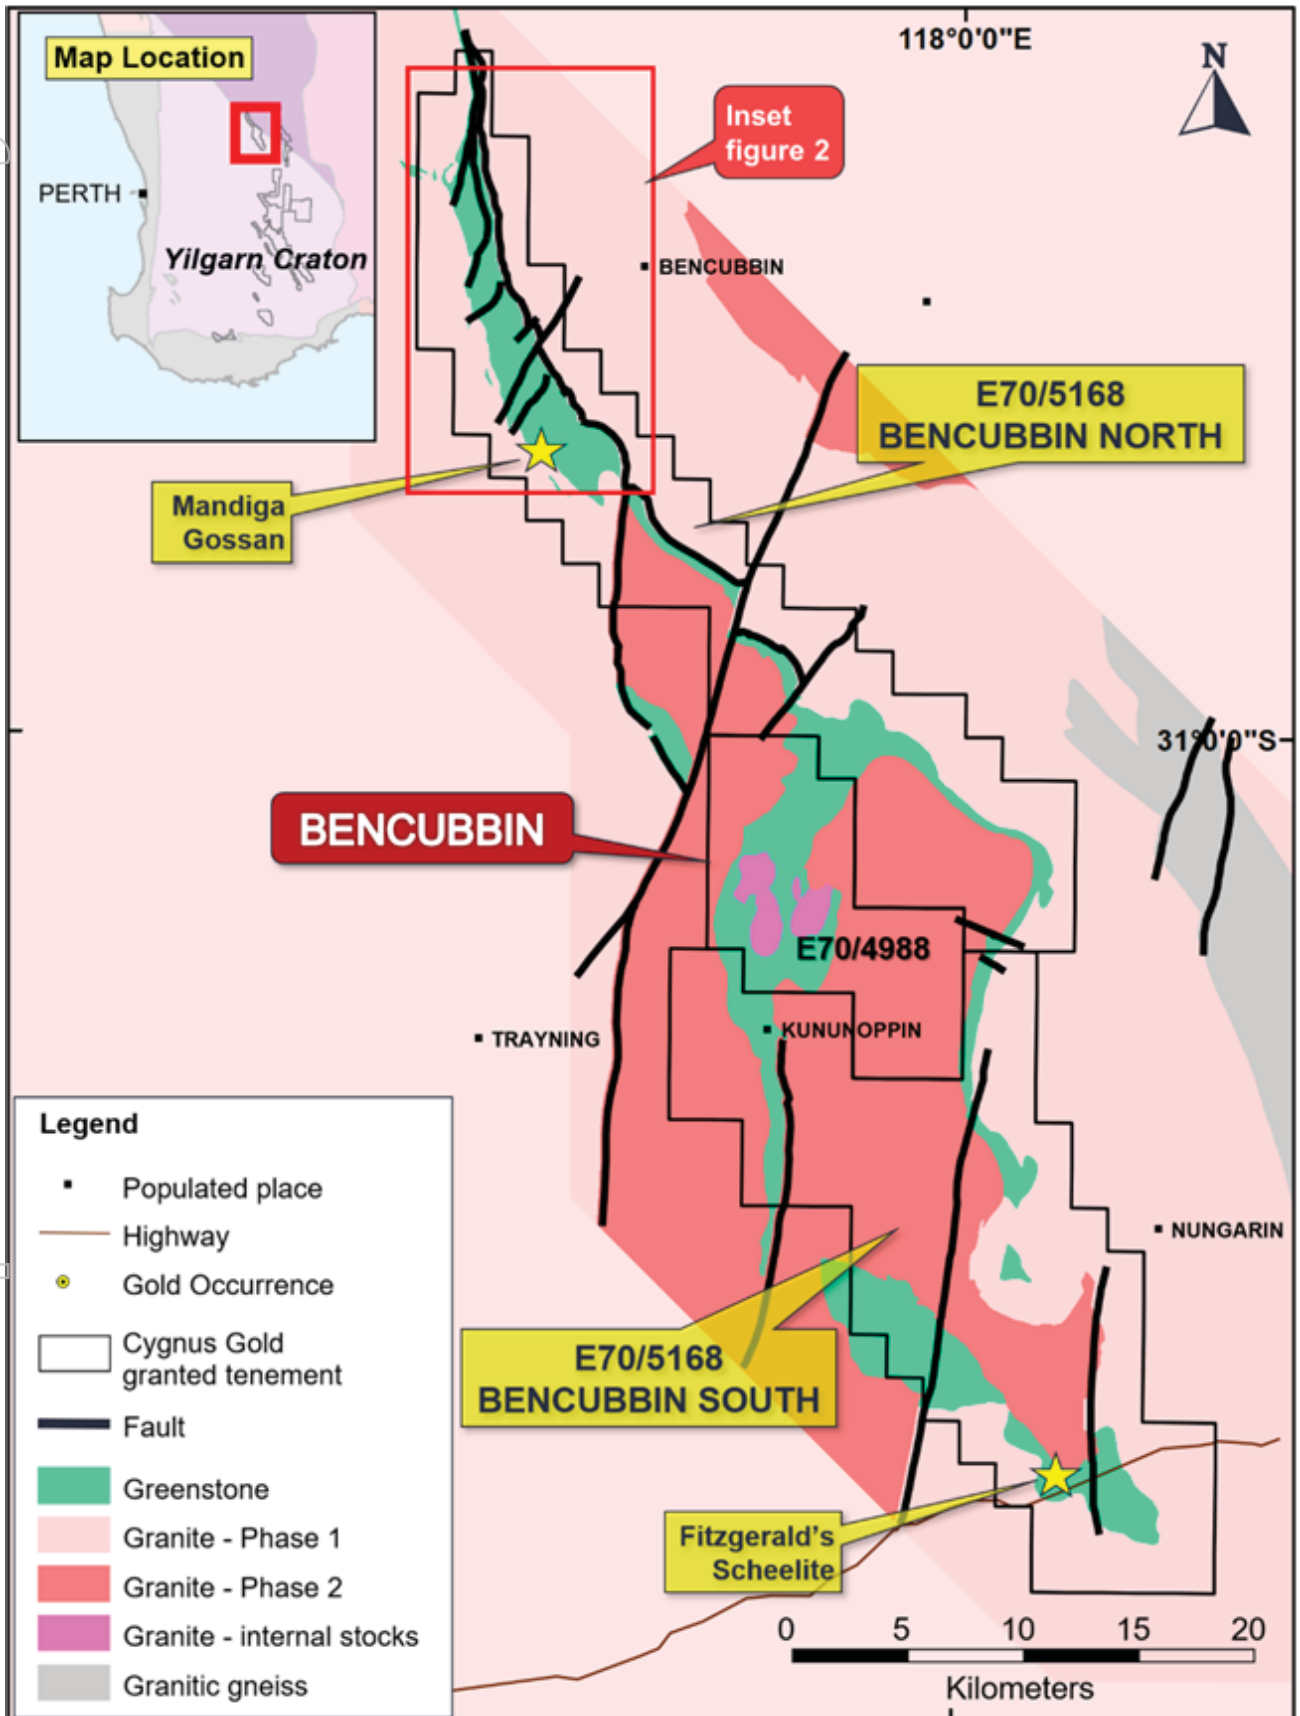 Map Location
PERTH
Yilgarn Craton
118°0'0"E
N
Inset
figure 2
BENCUBBIN
E70/5168
BENCUBBIN NORTH
Mandiga
Gossan
31°0'0"S
BENCUBBIN
E70/4988
TRAYNING
KUNUNOPPIN
NUNGARIN
E70/5168
BENCUBBIN SOUTH
Fitzgerald's
Scheelite
Legend
Populated place
Highway
Gold Occurrence
Cygnus Gold
granted tenement
Fault
Greenstone
Granite - Phase 1
Granite - Phase 2
Granite - internal stocks
Granitic gneiss
0 5 10 15 20
Kilometers